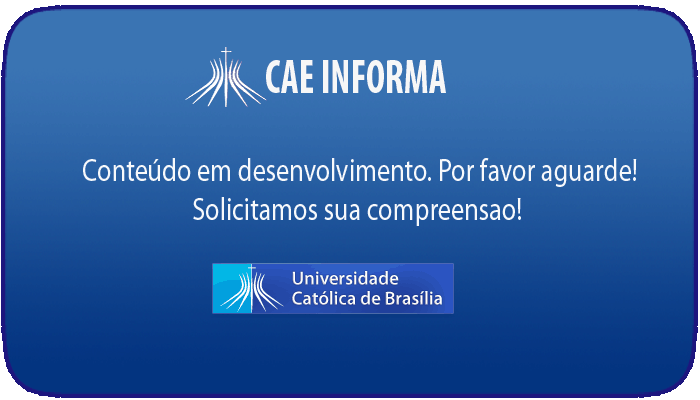 CAE INFORMA
Conteúdo em desenvolvimento. Por favor aguarde!
Solicitamos sua compreensao!
Universidade
Católica de Brasília